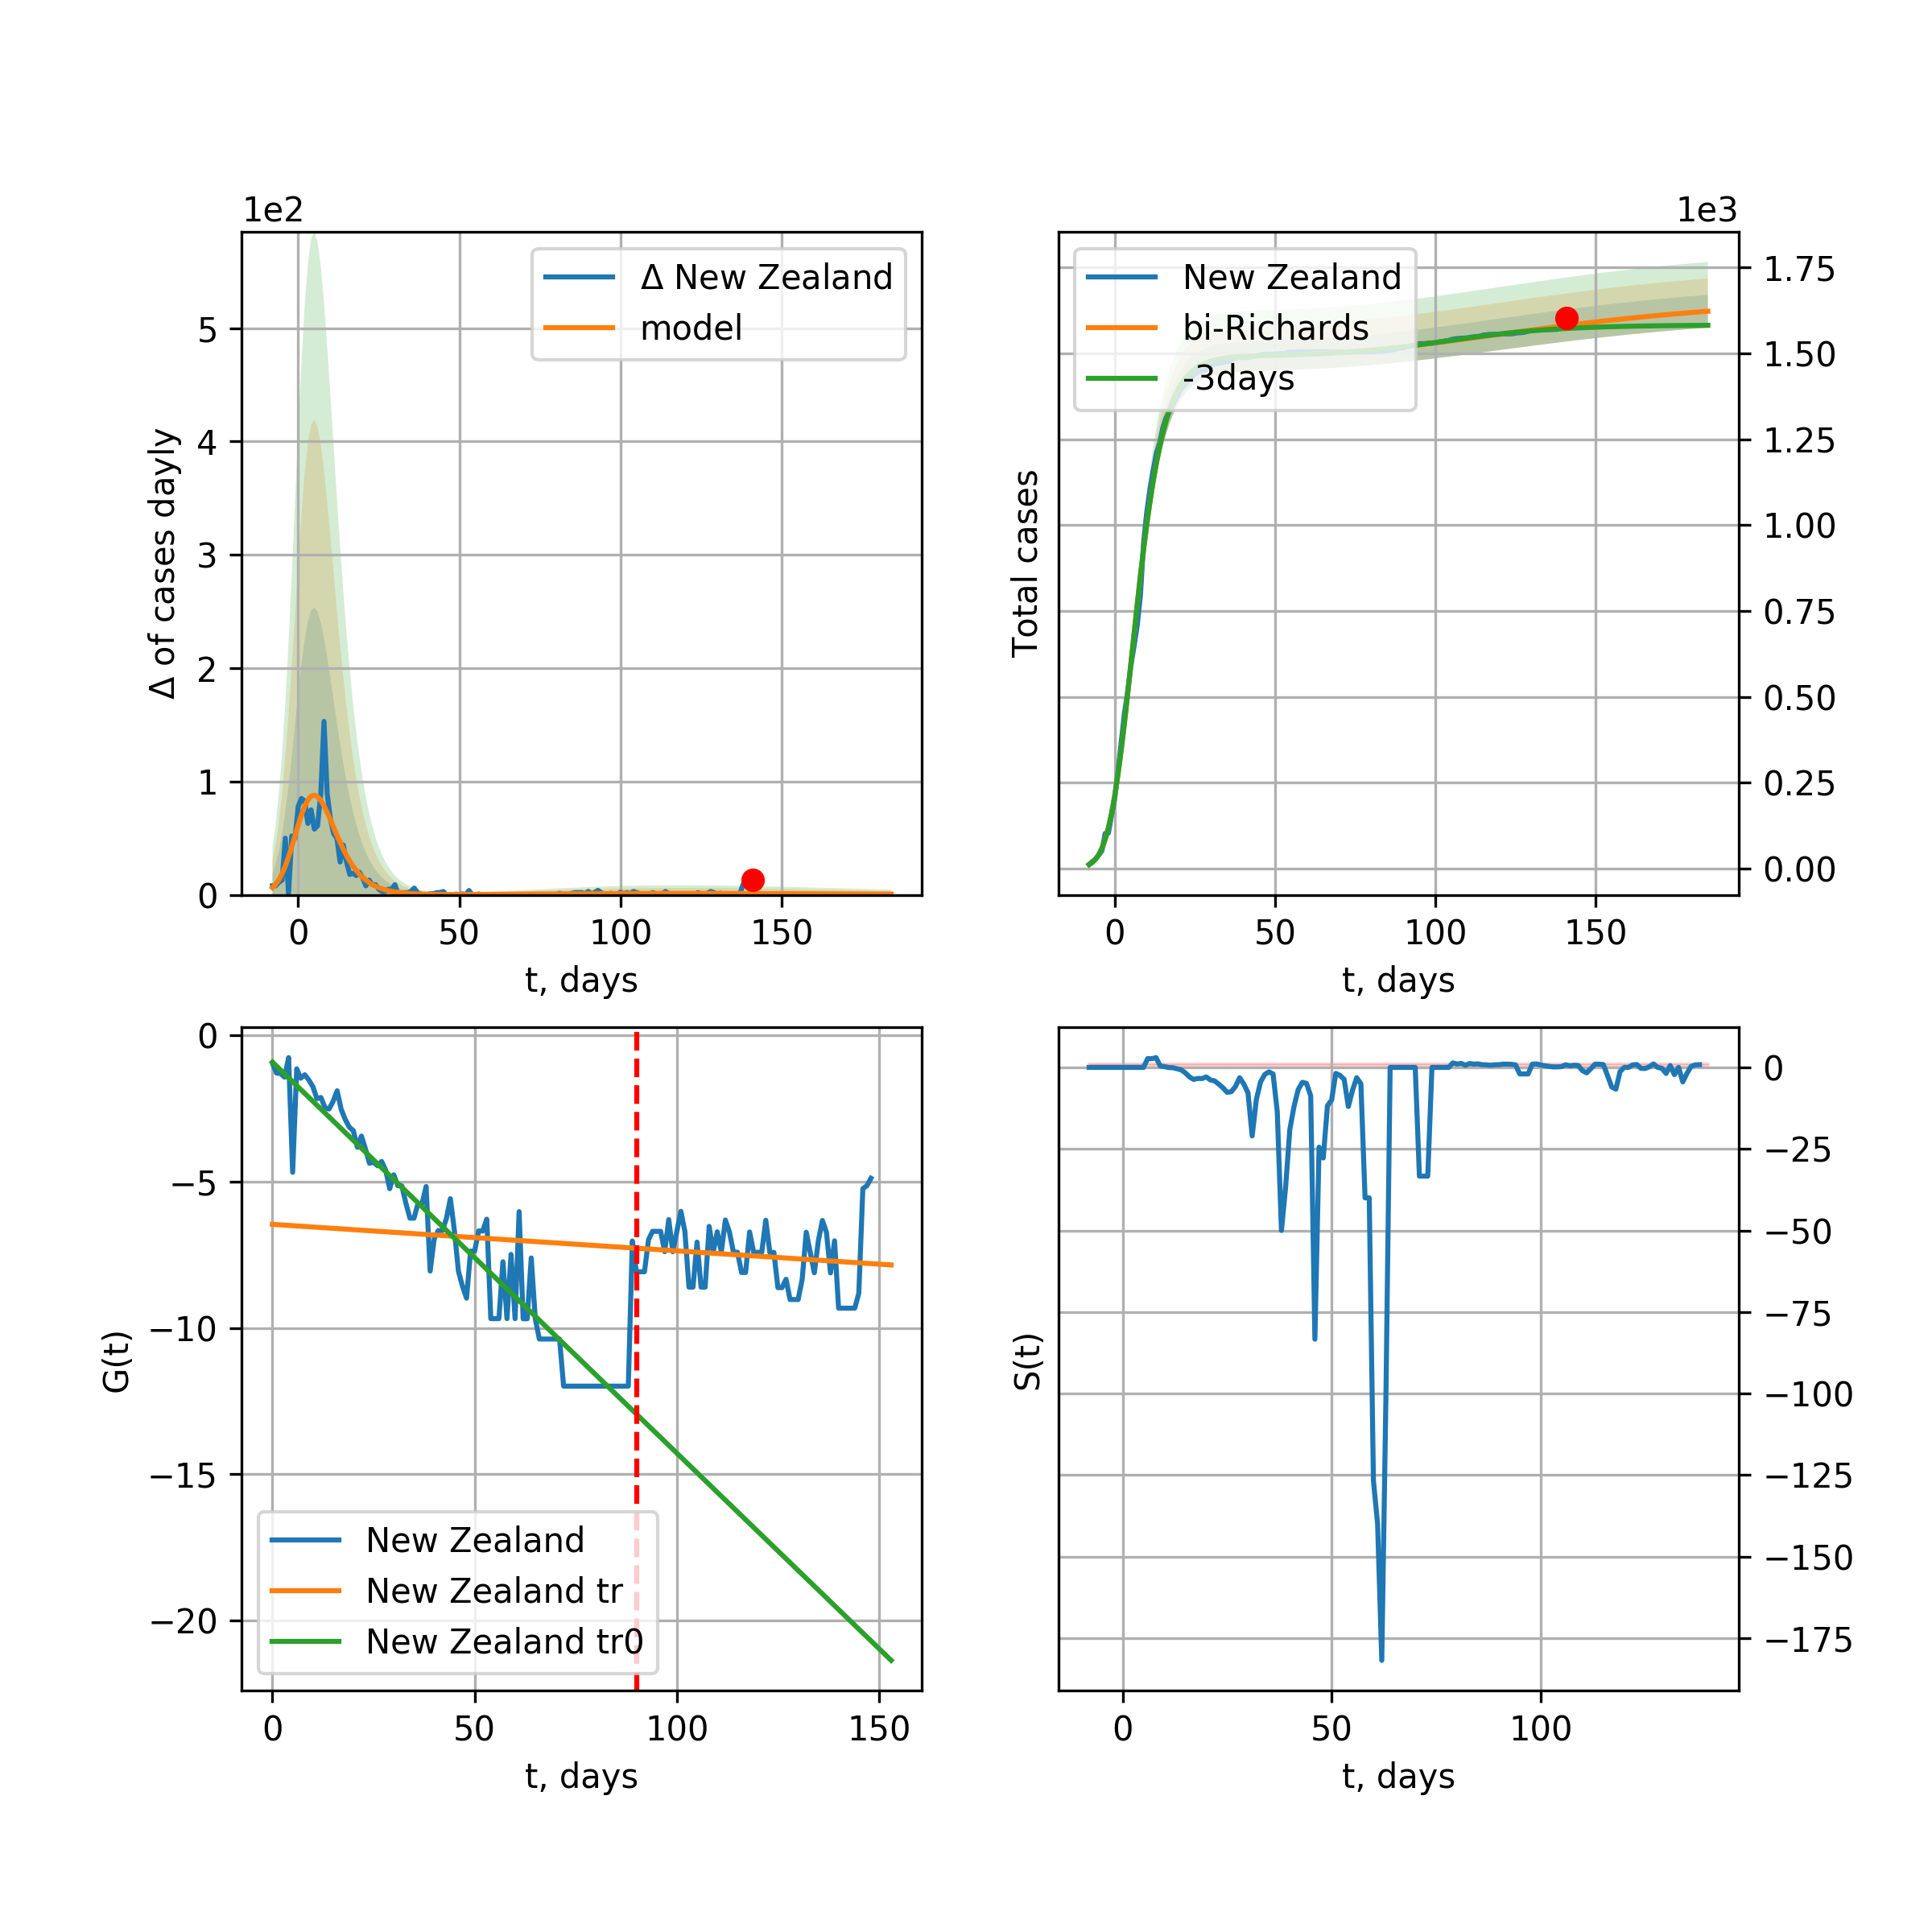 1e2
Δ of cases dayly
5
4
3
2
1
0
Δ New Zealand
model
0 50 100 150
t, days
1e3
Total cases
New Zealand
bi-Richards
-3days
1.75
1.50
1.25
1.00
0.75
0.50
0.25
0.00
0 50 100 150
t, days
G(t)
0
−5
−10
−15
−20
New Zealand
New Zealand tr
New Zealand tr0
0 50 100 150
t, days
S(t)
0
−25
−50
−75
−100
−125
−150
−175
0 50 100
t, days